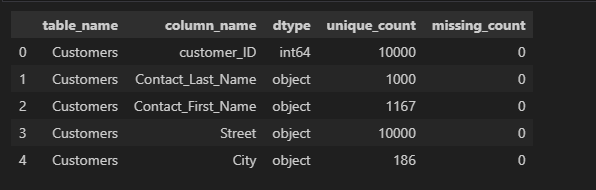 table_name column_name dtype unique_count missing_count
0 Customers customer_ID int64 10000 0
1 Customers Contact_Last_Name object 1000 0
2 Customers Contact_First_Name object 1167 0
3 Customers Street object 10000 0
4 Customers City object 186 0